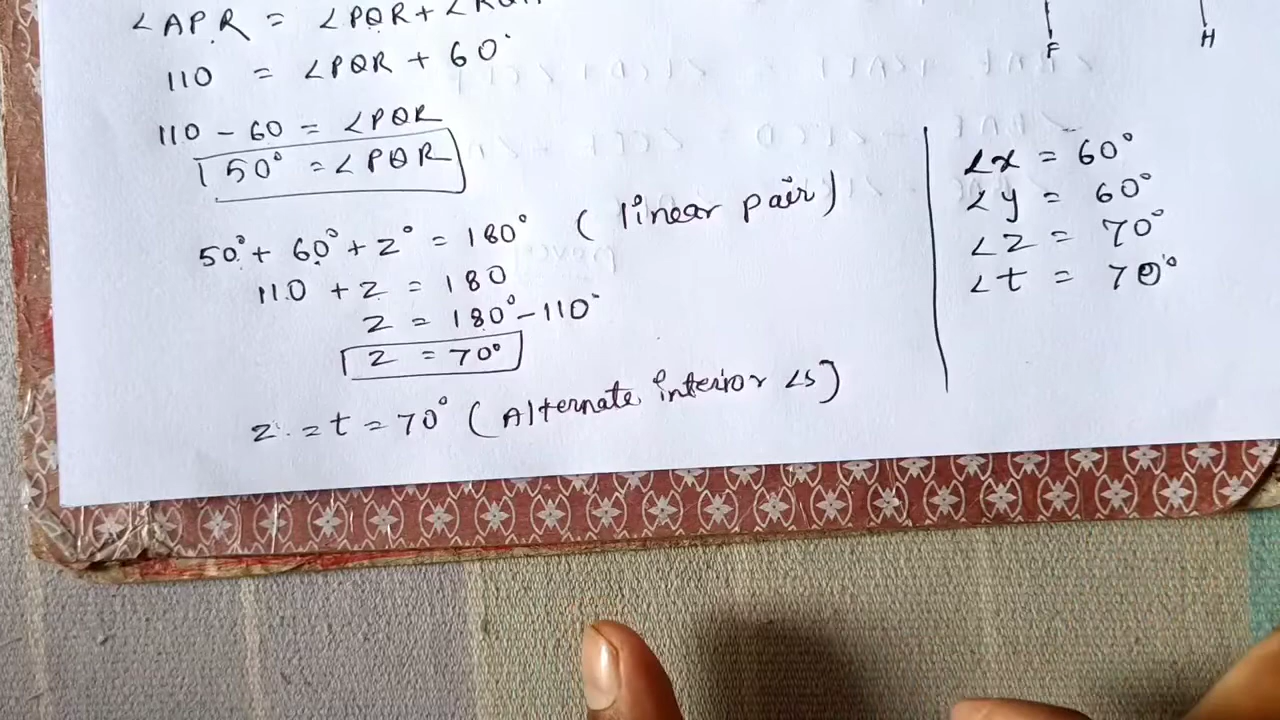 ∠APR = ∠PQR +
110 = ∠PQR + 60°
110 - 60 = ∠PQR
50° = ∠PQR
50° + 60° + z° = 180° ( linear pair)
110 + z = 180
z = 180° - 110°
z = 70°
z = t = 70° (Alternate interior ∠s)
F
H
∠x = 60°
∠y = 60°
∠z = 70°
∠t = 70°